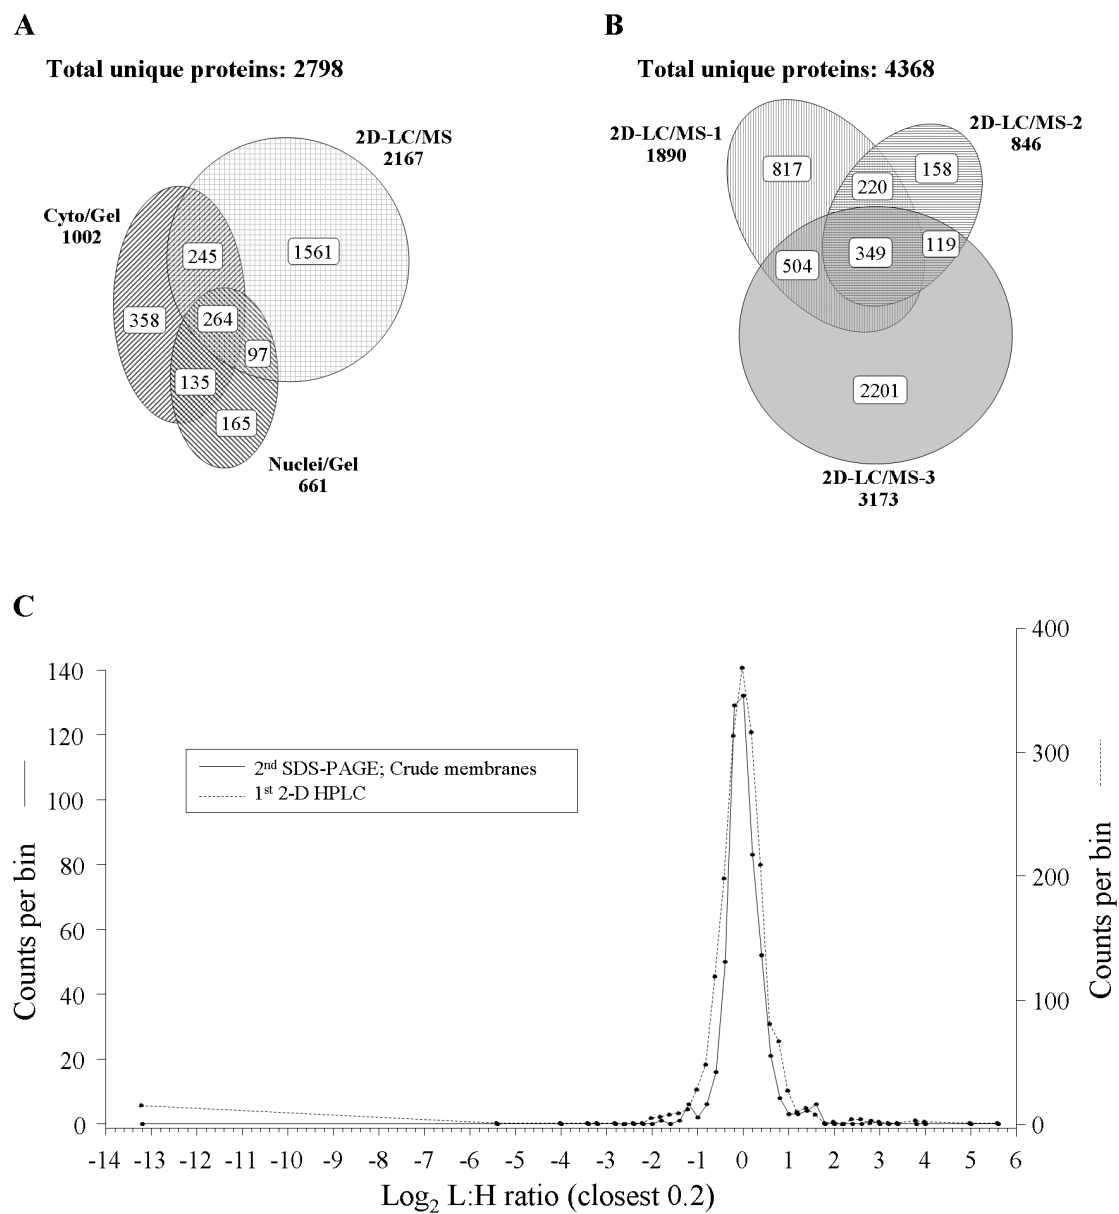 A
Total unique proteins: 2798
2D-LC/MS
2167
Cyto/Gel
1002
245
1561
358
264
97
135
165
Nuclei/Gel
661
B
Total unique proteins: 4368
2D-LC/MS-1
1890
2D-LC/MS-2
846
817
158
220
119
349
504
2201
2D-LC/MS-3
3173
C
140
120
100
80
60
40
20
0
Counts per bin
2nd SDS-PAGE; Crude membranes
1st 2-D HPLC
400
300
200
100
0
Counts per bin
-14 -13 -12 -11 -10 -9 -8 -7 -6 -5 -4 -3 -2 -1 0 1 2 3 4 5 6
Log2 L:H ratio (closest 0.2)